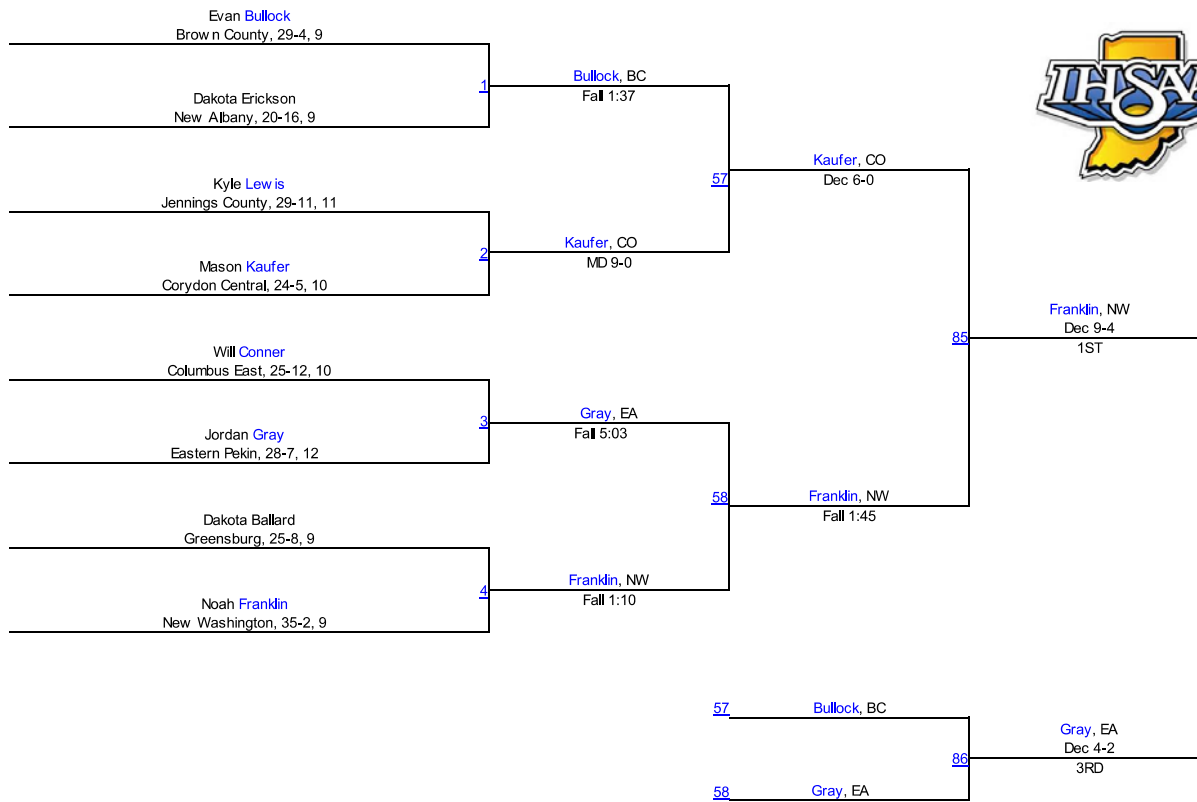 Evan Bullock
Brown County, 29-4, 9
1
Dakota Erickson
New Albany, 20-16, 9
Bullock, BC
Fall 1:37
57
Kyle Lewis
Jennings County, 29-11, 11
2
Mason Kaufer
Corydon Central, 24-5, 10
Kaufer, CO
MD 9-0
Kaufer, CO
Dec 6-0
85
Will Conner
Columbus East, 25-12, 10
3
Jordan Gray
Eastern Pekin, 28-7, 12
Gray, EA
Fall 5:03
58
Dakota Ballard
Greensburg, 25-8, 9
4
Noah Franklin
New Washington, 35-2, 9
Franklin, NW
Fall 1:10
Franklin, NW
Fall 1:45
Franklin, NW
Dec 9-4
1ST
IHSAA
57
Bullock, BC
86
58
Gray, EA
Gray, EA
Dec 4-2
3RD